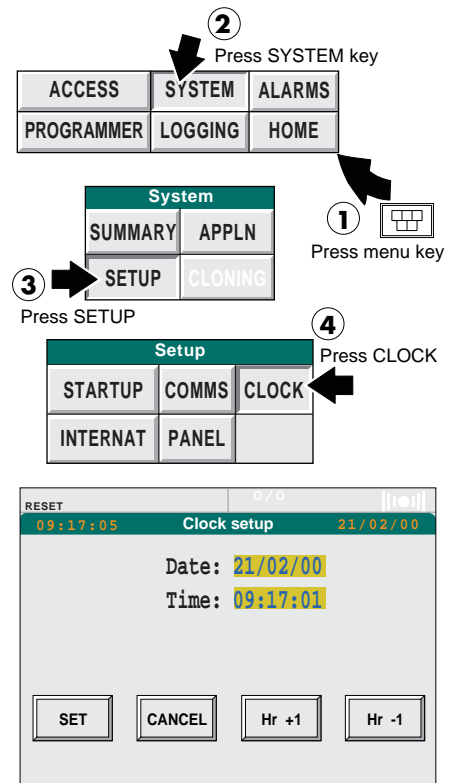 2
Press SYSTEM key
ACCESS SYSTEM ALARMS
PROGRAMMER LOGGING HOME
1
Press menu key
System
SUMMARY APPLN
SETUP CLONING
3
Press SETUP
4
Press CLOCK
Setup
STARTUP COMMS CLOCK
INTERNAT PANEL
RESET 0/0
09:17:05 Clock setup 21/02/00
Date: 21/02/00
Time: 09:17:01
SET CANCEL Hr +1 Hr -1